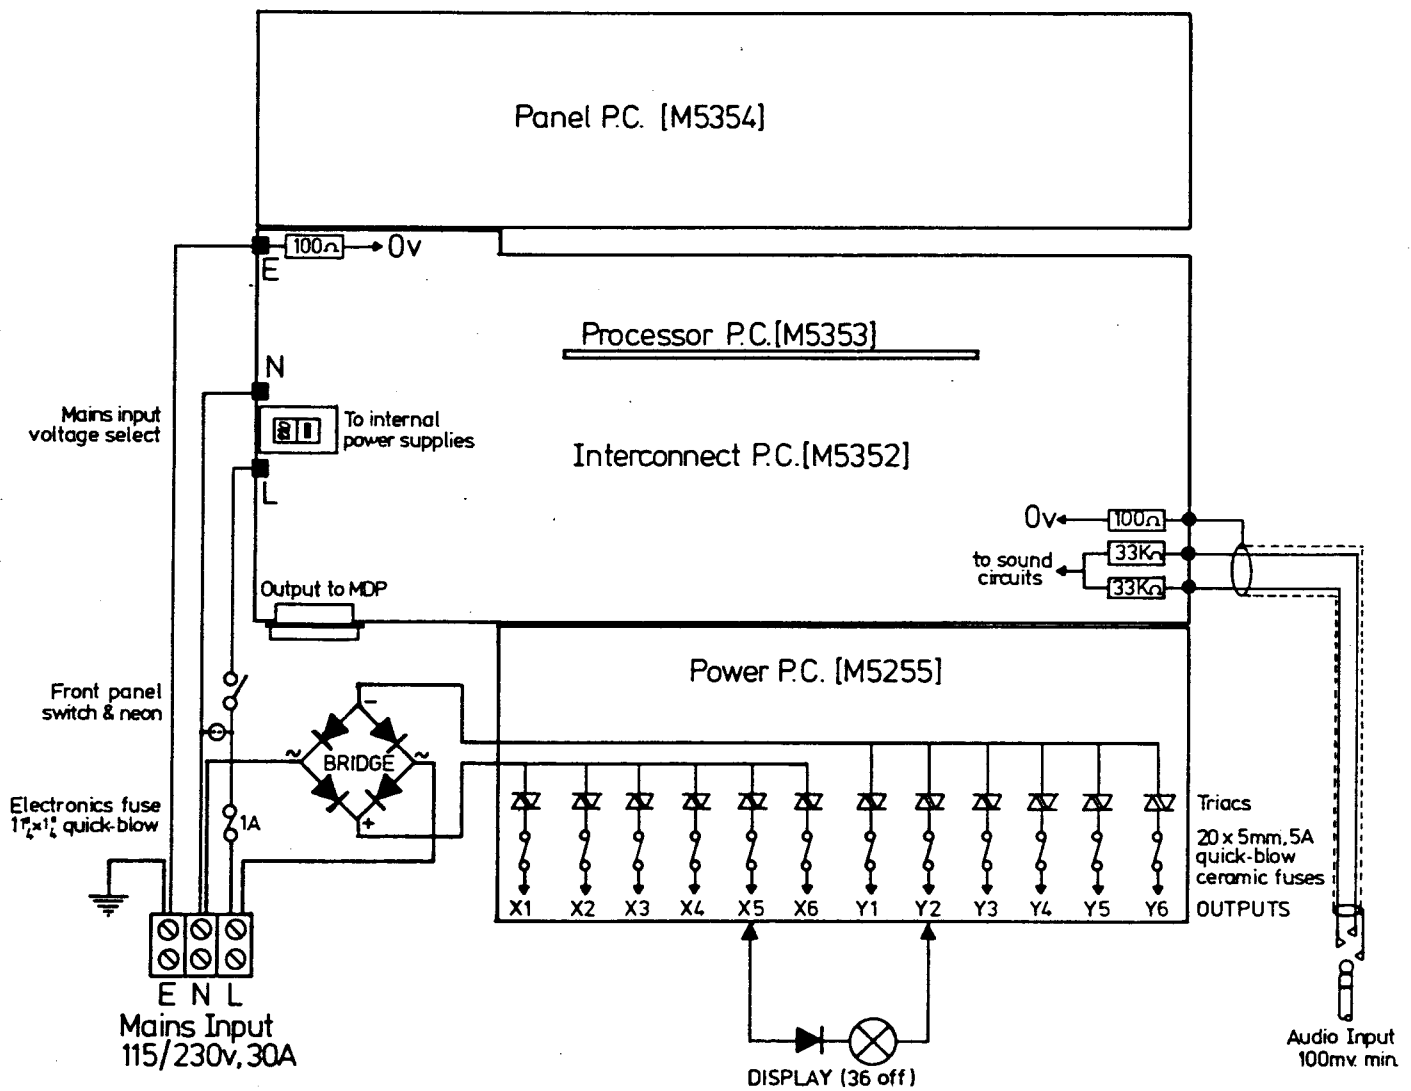 Panel P.C. [M5354]
100Ω
0v
E
Processor P.C.[M5353]
N
Mains input
voltage select
To internal
power supplies
Interconnect P.C.[M5352]
L
0v
100Ω
to sound
circuits
33KΩ
33KΩ
Output to MDP
Power P.C. [M5255]
Front panel
switch & neon
-
~
BRIDGE
~
+
Electronics fuse
1¼"x¼" quick-blow
1A
Triacs
20 x 5mm, 5A
quick-blow
ceramic fuses
X1 X2 X3 X4 X5 X6 Y1 Y2 Y3 Y4 Y5 Y6
OUTPUTS
E N L
Mains Input
115/230v, 30A
DISPLAY (36 off)
Audio Input
100mv. min.